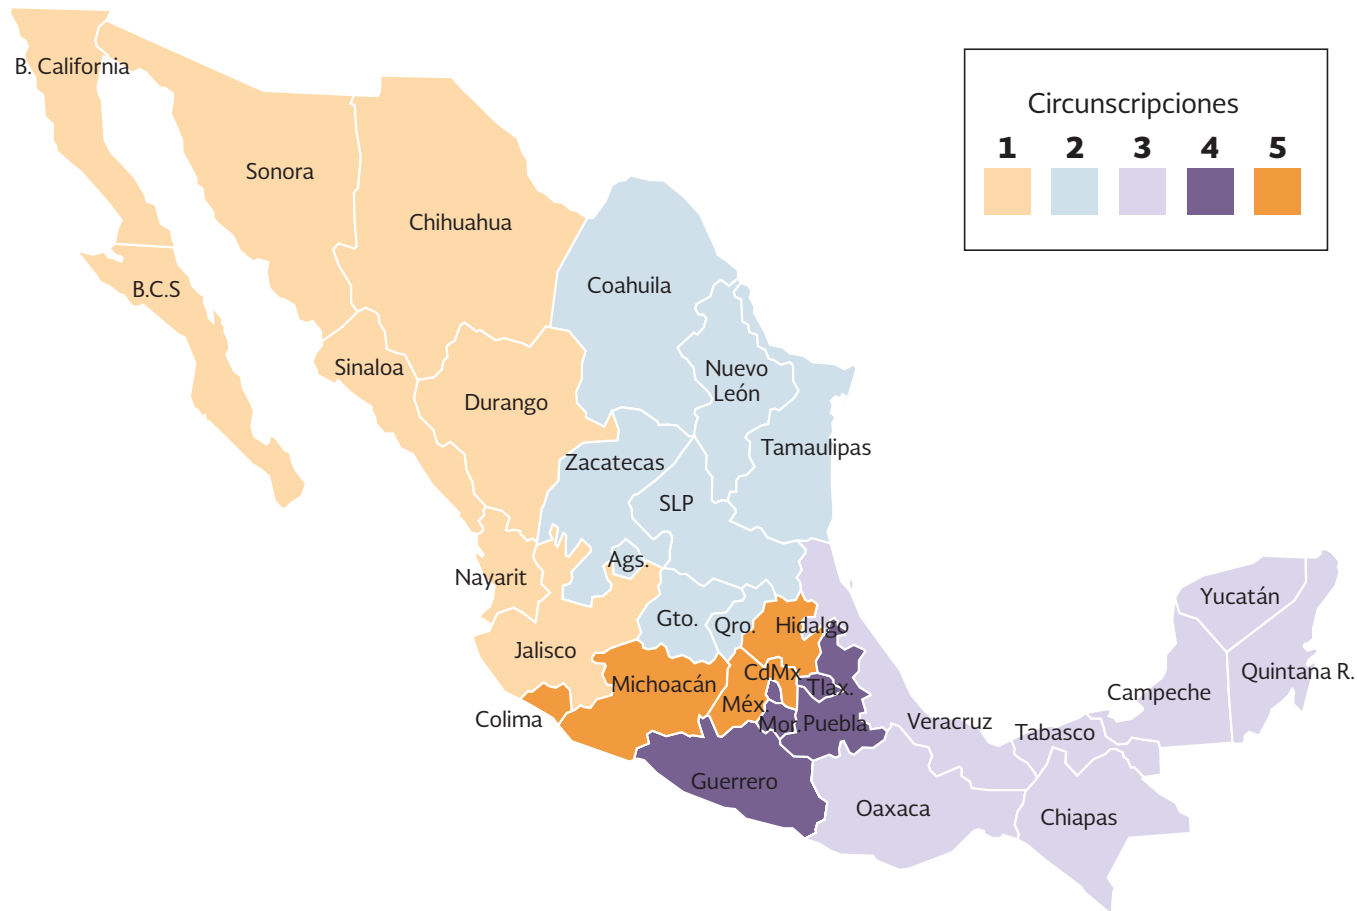 Circunscripciones
1 2 3 4 5
B. California
Sonora
Chihuahua
B.C.S
Coahuila
Sinaloa
Durango
Nuevo
León
Tamaulipas
Zacatecas
SLP
Ags.
Nayarit
Gto.
Qro.
Hidalgo
Yucatán
Jalisco
Michoacán
CdMx
Tlax.
Quintana R.
Campeche
Colima
Méx.
Mor.
Puebla
Veracruz
Tabasco
Guerrero
Oaxaca
Chiapas